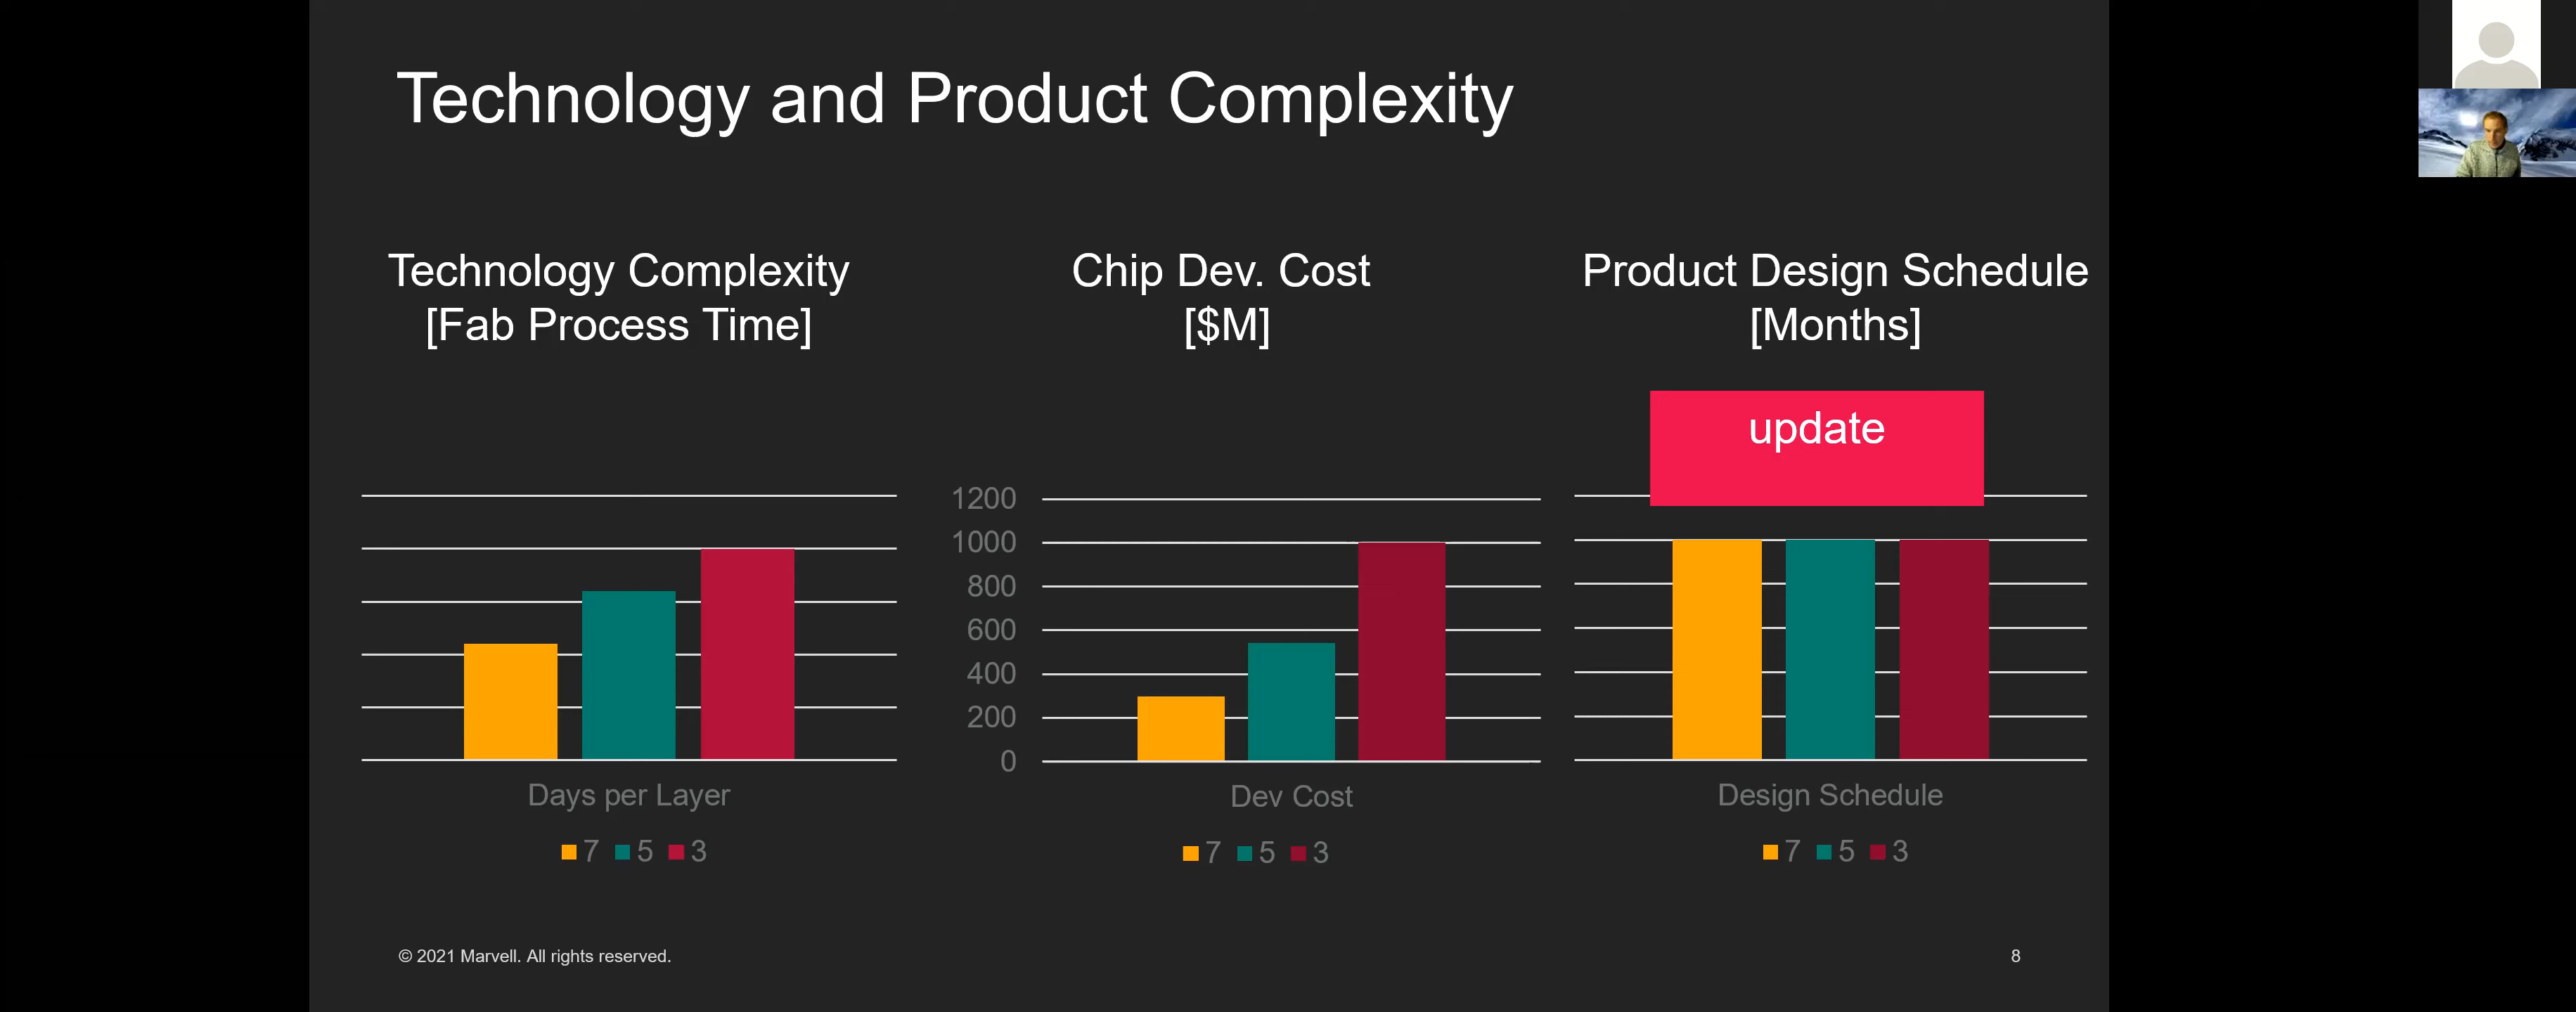 Technology and Product Complexity
Technology Complexity
[Fab Process Time]
Days per Layer
7 5 3
Chip Dev. Cost
[$M]
1200
1000
800
600
400
200
0
Dev Cost
7 5 3
Product Design Schedule
[Months]
update
Design Schedule
7 5 3
© 2021 Marvell. All rights reserved.
8